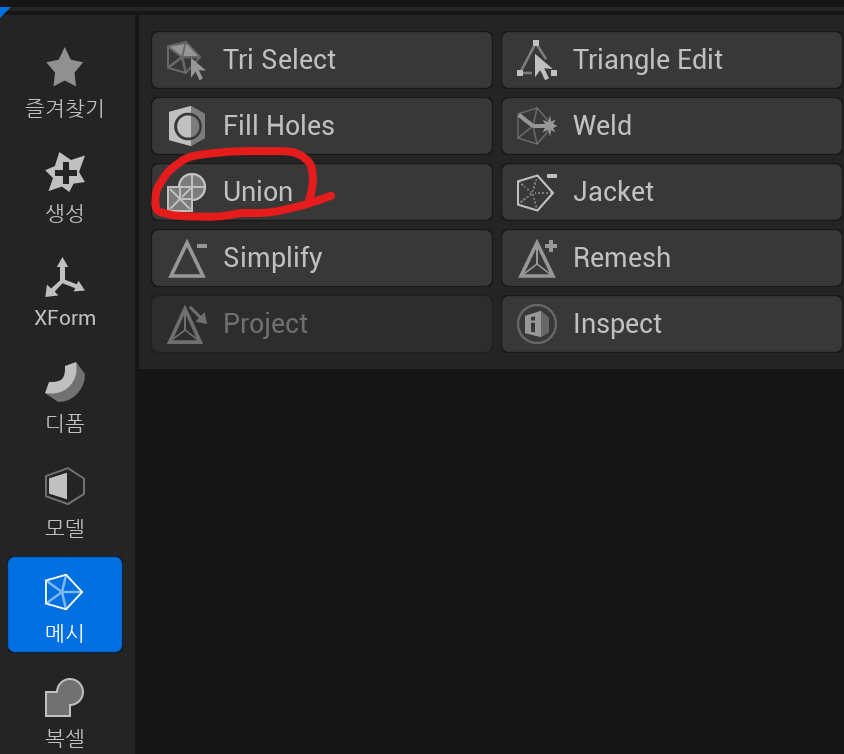 즐겨찾기
생성
XForm
디폼
모델
메시
복셀
Tri Select
Triangle Edit
Fill Holes
Weld
Union
Jacket
Simplify
Remesh
Project
Inspect